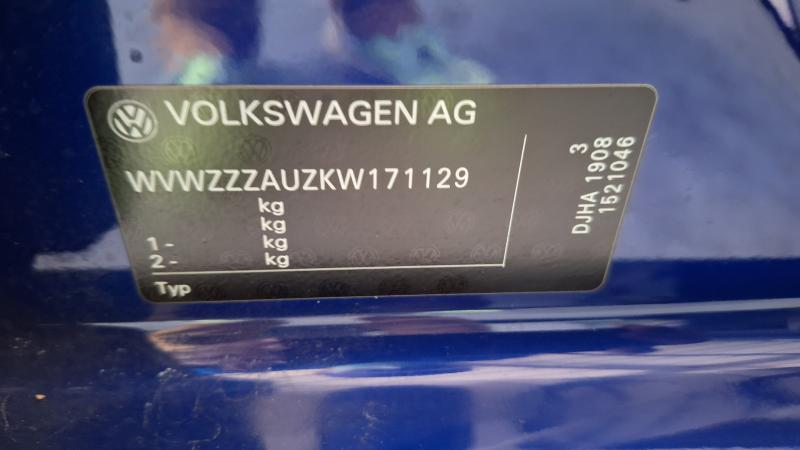 VOLKSWAGEN AG
WVWZZZAUZKW171129
kg
kg
1 - kg
2 - kg
Typ
3
DJHA 1908
1521046